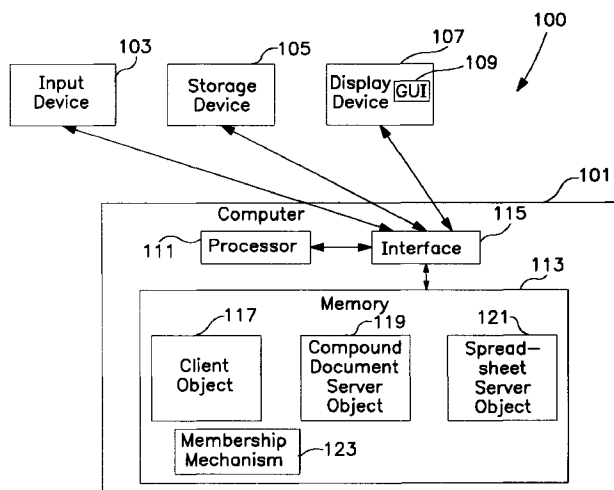 103
105
107
100
109
Input
Device
Storage
Device
Display
Device
GUI
101
Computer
115
111
Processor
Interface
113
Memory
117
119
121
Client
Object
Compound
Document
Server
Object
Spread-
sheet
Server
Object
Membership
Mechanism
123